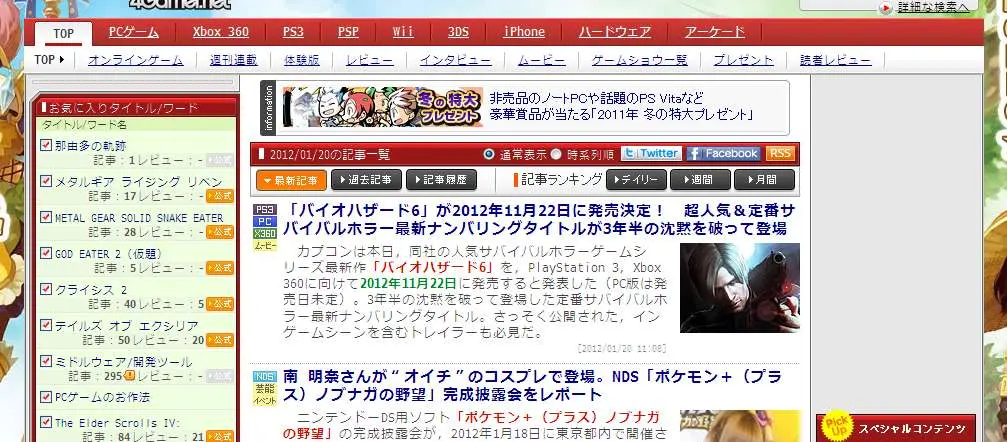 4Gamer.net
詳細な検索へ
TOP PCゲーム Xbox 360 PS3 PSP Wii 3DS iPhone ハードウェア アーケード
TOP オンラインゲーム 週刊連載 体験版 レビュー インタビュー ムービー ゲームショウ一覧 プレゼント 読者レビュー
お気に入りタイトル/ワード
タイトル/ワード名
那由多の軌跡
記事：1 レビュー：- 公式
メタルギア ライジング リベン
記事：17 レビュー：- 公式
METAL GEAR SOLID SNAKE EATER
記事：28 レビュー：- 公式
GOD EATER 2（仮題）
記事：5 レビュー：- 公式
クライシス 2
記事：40 レビュー：5 公式
テイルズ オブ エクシリア
記事：50 レビュー：20 公式
ミドルウェア/開発ツール
記事：295 レビュー：- 公式
PCゲームのお作法
The Elder Scrolls IV:
記事：84 レビュー：21 公式
information
冬の特大
プレゼント
非売品のノートPCや話題のPS Vitaなど
豪華賞品が当たる「2011年 冬の特大プレゼント」
2012/01/20の記事一覧 通常表示 時系列順 Twitter Facebook RSS
最新記事 過去記事 記事履歴 記事ランキング デイリー 週間 月間
PS3
PC
X360
ムービー
「バイオハザード6」が2012年11月22日に発売決定！　超人気＆定番サ
バイバルホラー最新ナンバリングタイトルが3年半の沈黙を破って登場
カプコンは本日，同社の人気サバイバルホラーゲームシ
リーズ最新作「バイオハザード6」を，PlayStation 3，Xbox
360に向けて2012年11月22日に発売すると発表した（PC版は発
売日未定）。3年半の沈黙を破って登場した定番サバイバルホ
ラー最新ナンバリングタイトル。さっそく公開された，イン
ゲームシーンを含むトレイラーも必見だ。
[2012/01/20 11:08]
NDS
芸能
イベント
南 明奈さんが“オイチ”のコスプレで登場。NDS「ポケモン＋（プラ
ス）ノブナガの野望」完成披露会をレポート
ニンテンドーDS用ソフト「ポケモン＋（プラス）ノブナガ
の野望」の完成披露会が，2012年1月18日に東京都内で開催さ
Pick Up
スペシャルコンテンツ